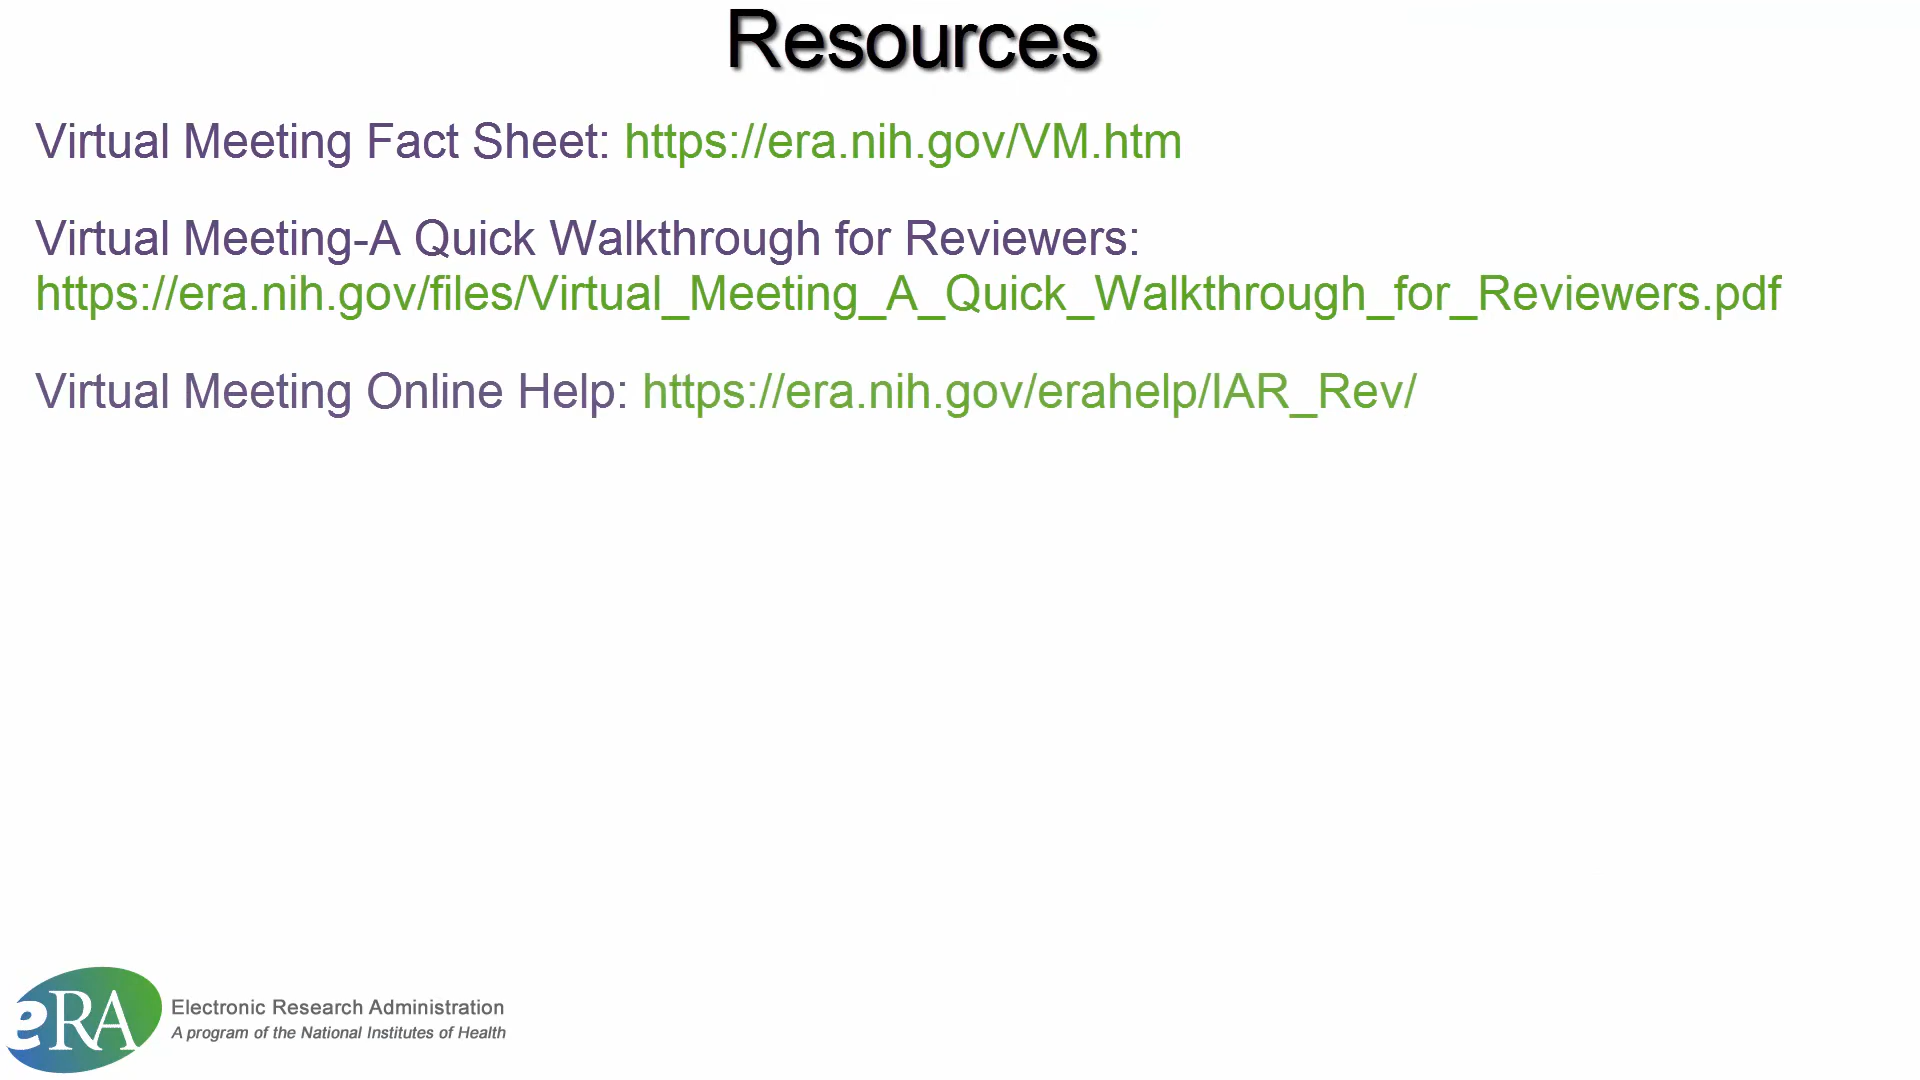 Resources
Virtual Meeting Fact Sheet: https://era.nih.gov/VM.htm
Virtual Meeting-A Quick Walkthrough for Reviewers:
https://era.nih.gov/files/Virtual_Meeting_A_Quick_Walkthrough_for_Reviewers.pdf
Virtual Meeting Online Help: https://era.nih.gov/erahelp/IAR_Rev/
eRA
Electronic Research Administration
A program of the National Institutes of Health